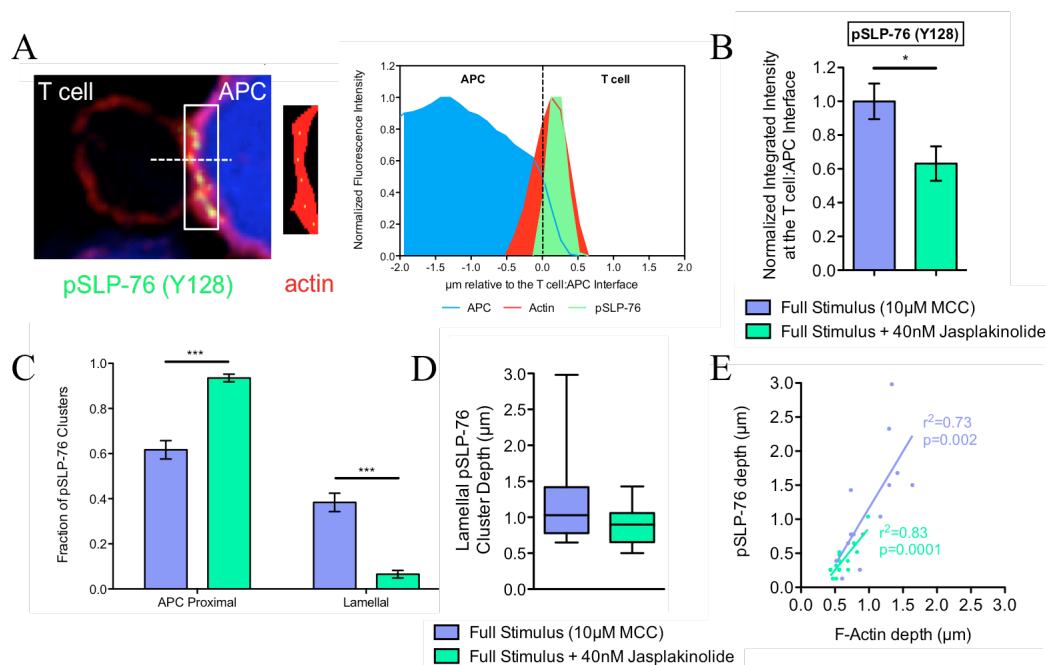 A
T cell
APC
pSLP-76 (Y128)
actin
Normalized Fluorescence Intensity
1.2
1.0
0.8
0.6
0.4
0.2
0.0
APC
T cell
-2.0 -1.5 -1.0 -0.5 0.0 0.5 1.0 1.5 2.0
µm relative to the T cell:APC Interface
APC Actin pSLP-76
B
pSLP-76 (Y128)
*
Normalized Integrated Intensity
at the T cell:APC Interface
1.2
1.0
0.8
0.6
0.4
0.2
0.0
Full Stimulus (10µM MCC)
Full Stimulus + 40nM Jasplakinolide
C
Fraction of pSLP-76 Clusters
1.0
0.8
0.6
0.4
0.2
0.0
***
***
APC Proximal
Lamellal
D
Lamellal pSLP-76
Cluster Depth (µm)
3.0
2.5
2.0
1.5
1.0
0.5
0.0
Full Stimulus (10µM MCC)
Full Stimulus + 40nM Jasplakinolide
E
pSLP-76 depth (µm)
3.0
2.5
2.0
1.5
1.0
0.5
0.0
r²=0.73
p=0.002
r²=0.83
p=0.0001
0.0 0.5 1.0 1.5 2.0 2.5 3.0
F-Actin depth (µm)